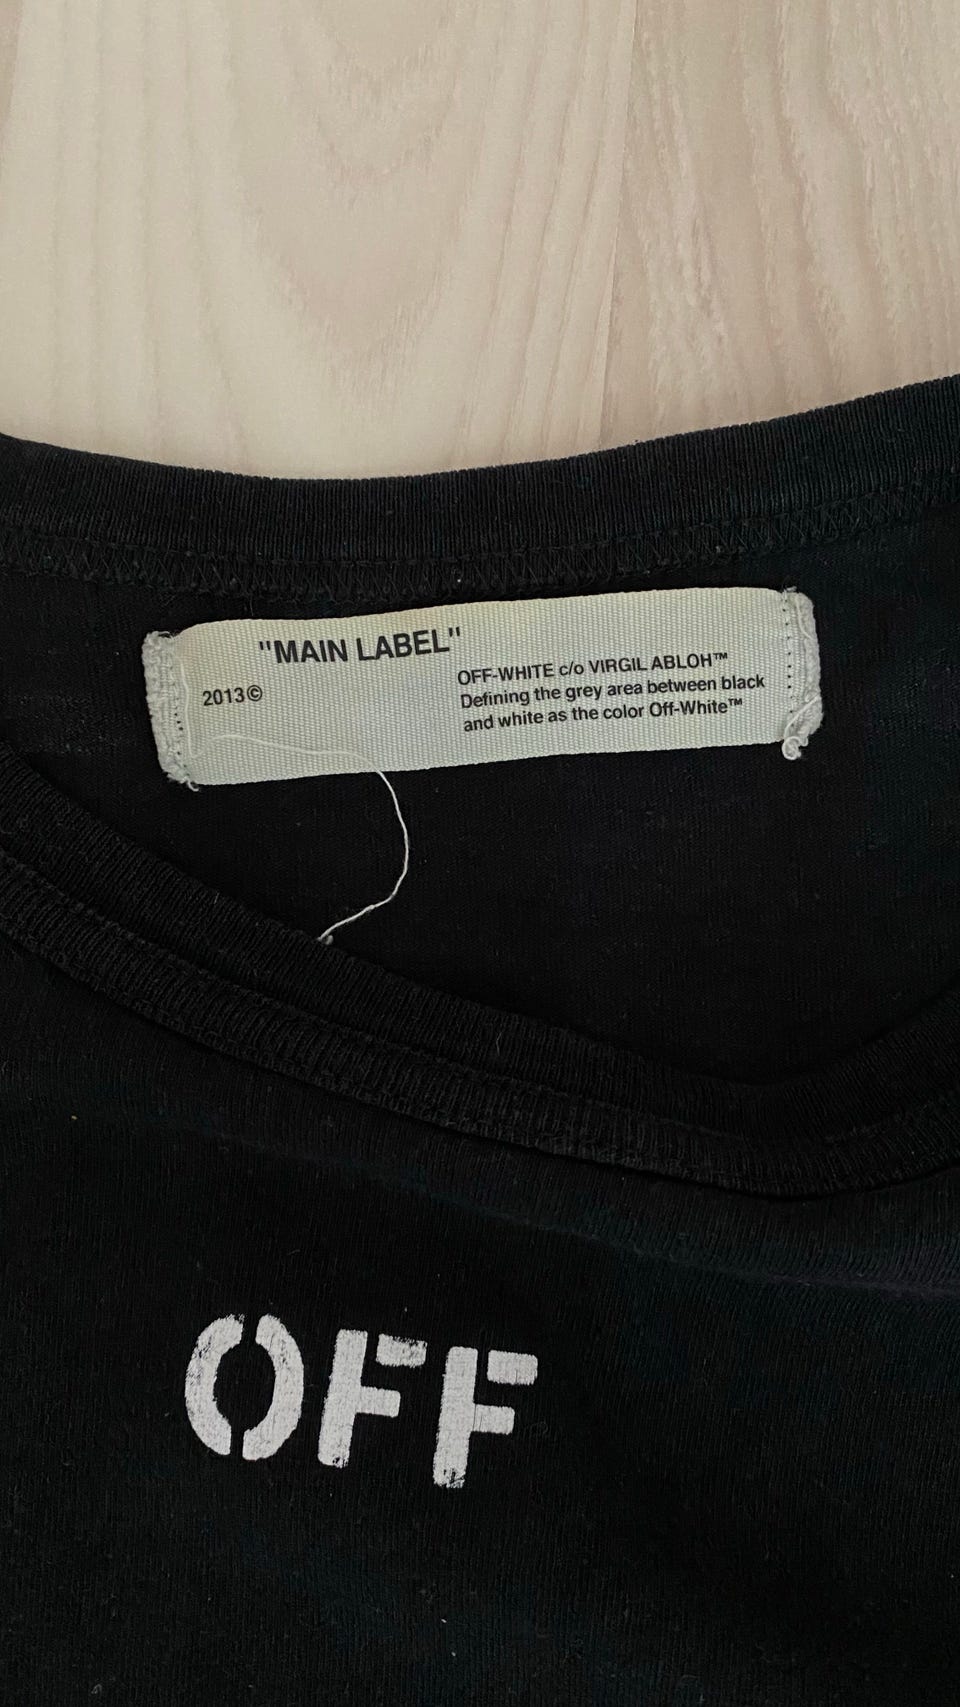 "MAIN LABEL"
2013©
OFF-WHITE c/o VIRGIL ABLOH™
Defining the grey area between black
and white as the color Off-White™
OFF